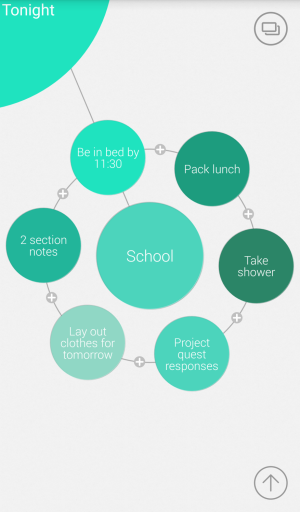 Tonight
Be in bed by
11:30
Pack lunch
2 section
notes
School
Take
shower
Lay out
clothes for
tomorrow
Project
quest
responses